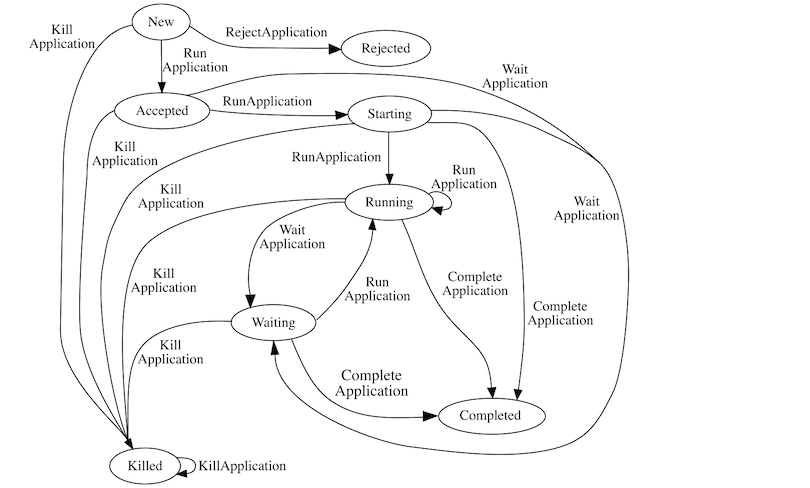 New
Kill
Application
RejectApplication
Rejected
Run
Application
Wait
Application
Accepted
RunApplication
Starting
Kill
Application
RunApplication
Run
Application
Kill
Application
Running
Wait
Application
Wait
Application
Kill
Application
Run
Application
Complete
Application
Complete
Application
Waiting
Kill
Application
Complete
Application
Completed
Killed
KillApplication